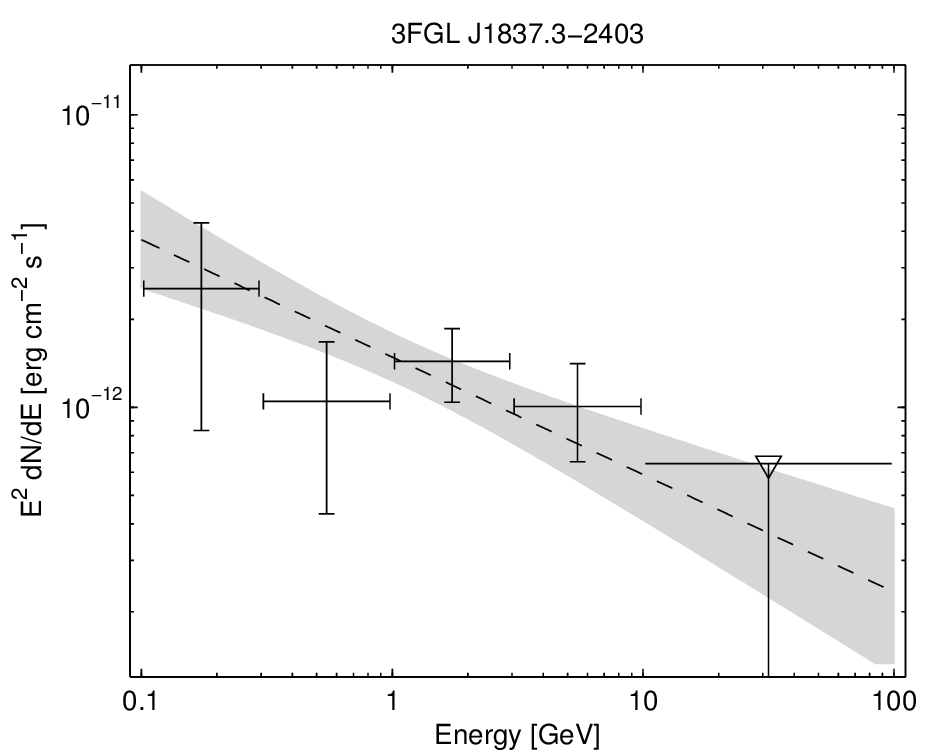 3FGL J1837.3−2403
10⁻¹¹
10⁻¹²
E² dN/dE [erg cm⁻² s⁻¹]
0.1 1 10 100
Energy [GeV]